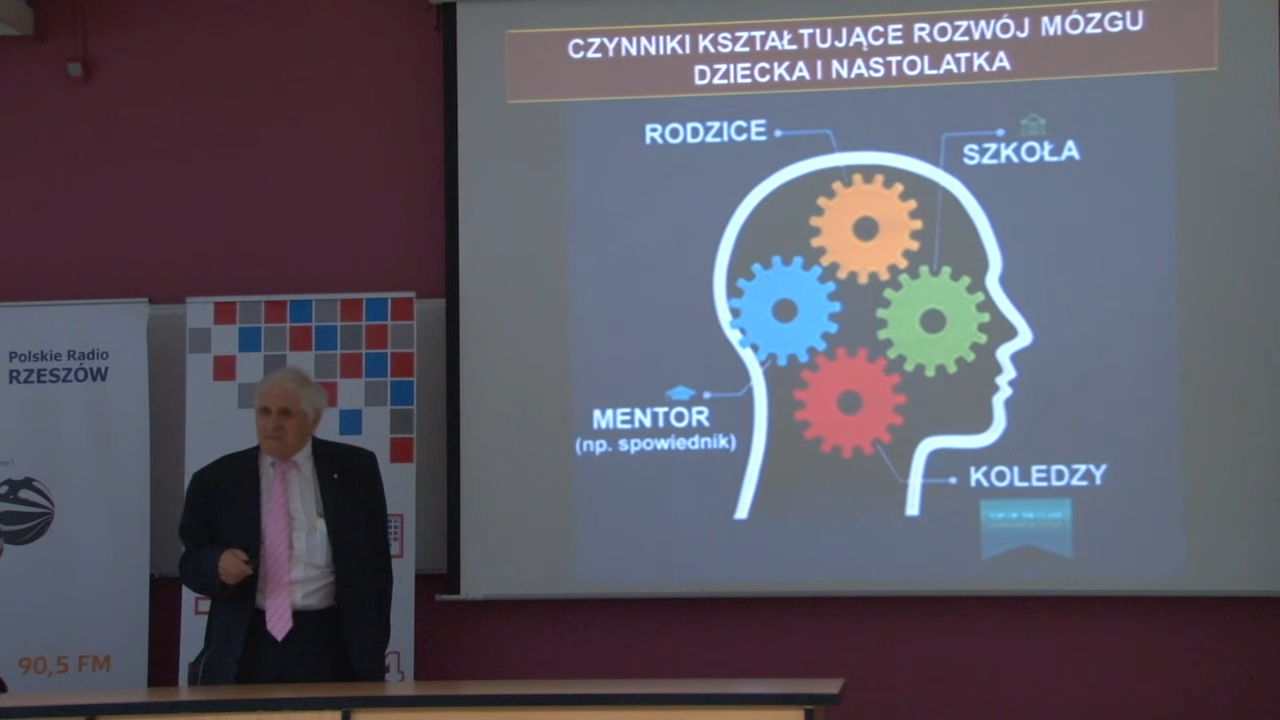 CZYNNIKI KSZTAŁTUJĄCE ROZWÓJ MÓZGU
DZIECKA I NASTOLATKA
RODZICE
SZKOŁA
MENTOR
(np. spowiednik)
KOLEDZY
Polskie Radio
RZESZÓW
90,5 FM